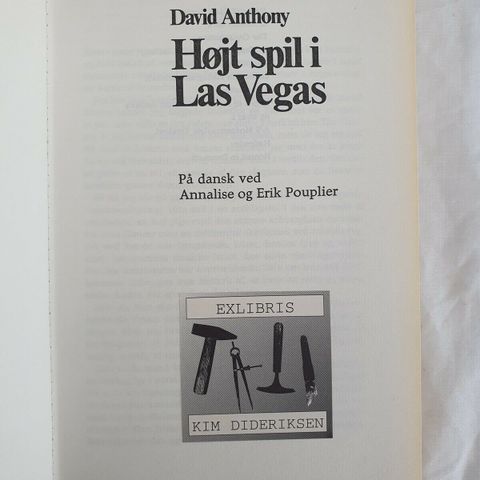 David Anthony
Højt spil i
Las Vegas
På dansk ved
Annalise og Erik Pouplier
EXLIBRIS
KIM DIDERIKSEN